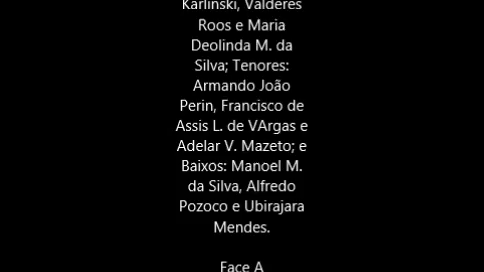 Karlinski, Valderes
Roos e Maria
Deolinda M. da
Silva; Tenores:
Armando João
Perin, Francisco de
Assis L. de VArgas e
Adelar V. Mazeto; e
Baixos: Manoel M.
da Silva, Alfredo
Pozoco e Ubirajara
Mendes.
Face A